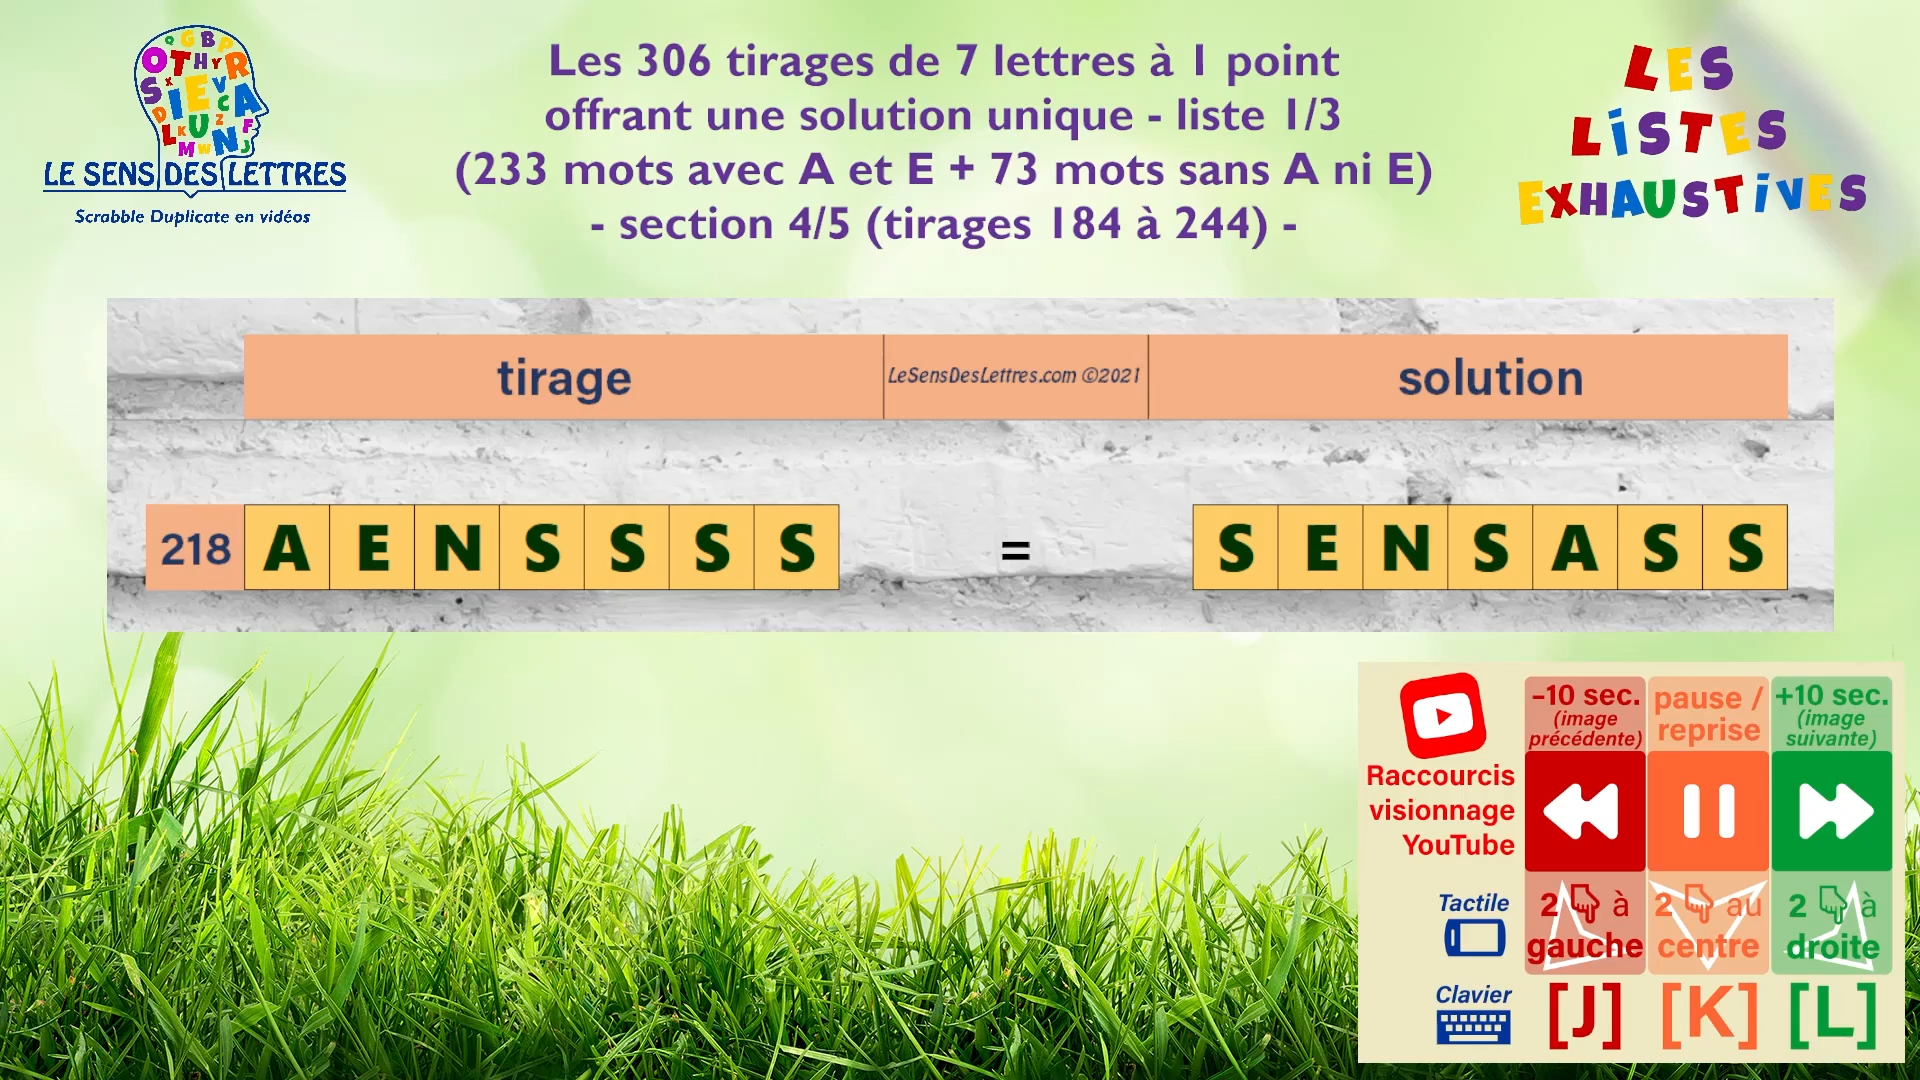 LE SENS DES LETTRES
Scrabble Duplicate en vidéos
Les 306 tirages de 7 lettres à 1 point
offrant une solution unique - liste 1/3
(233 mots avec A et E + 73 mots sans A ni E)
- section 4/5 (tirages 184 à 244) -
LES
LiSTES
EXHAUSTiVES
tirage
LeSensDesLettres.com ©2021
solution
218 A E N S S S S = S E N S A S S
Raccourcis
visionnage
YouTube
-10 sec.
(image
précédente)
pause /
reprise
+10 sec.
(image
suivante)
Tactile
2 à
gauche
2 au
centre
2 à
droite
Clavier
[J] [K] [L]